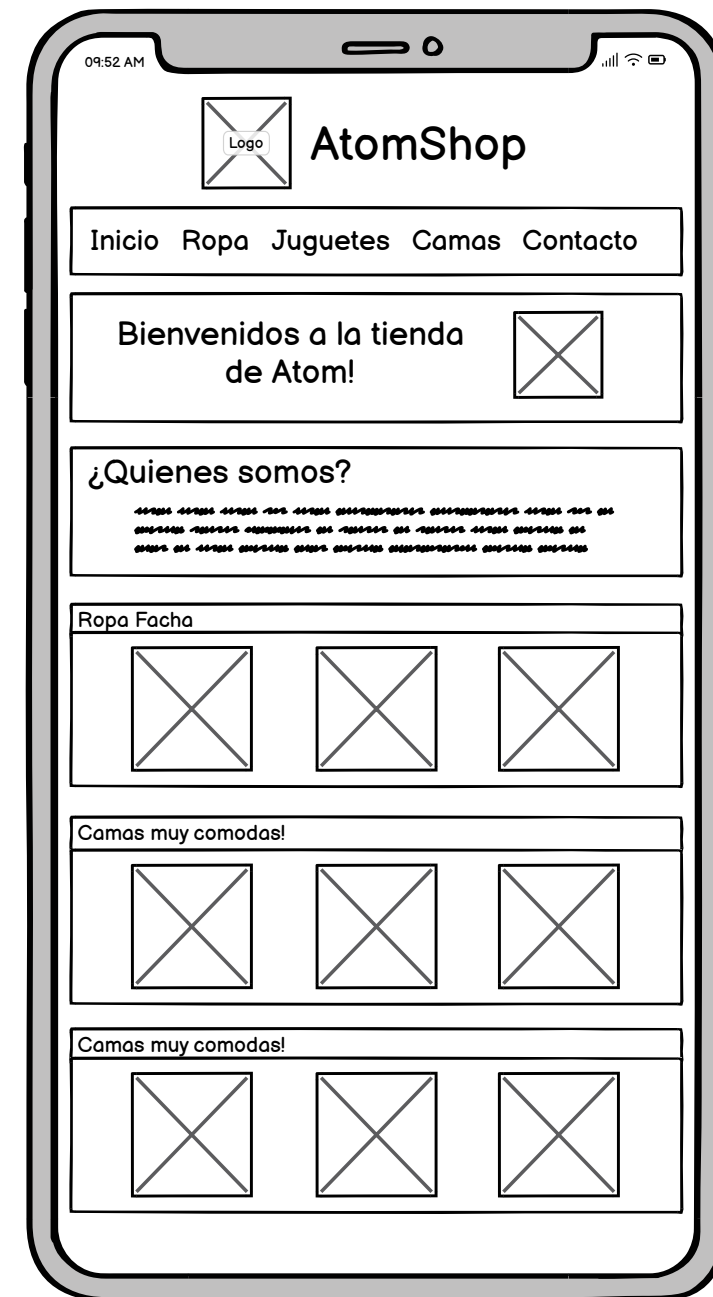 09:52 AM
Logo
AtomShop
Inicio Ropa Juguetes Camas Contacto
Bienvenidos a la tienda
de Atom!
¿Quienes somos?
Ropa Facha
Camas muy comodas!
Camas muy comodas!